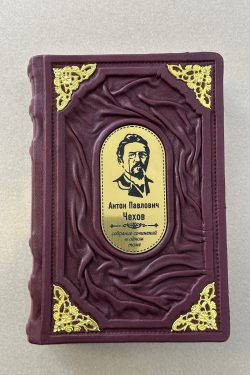 Антон Павлович
Чехов
собрание сочинений
в одном
томе